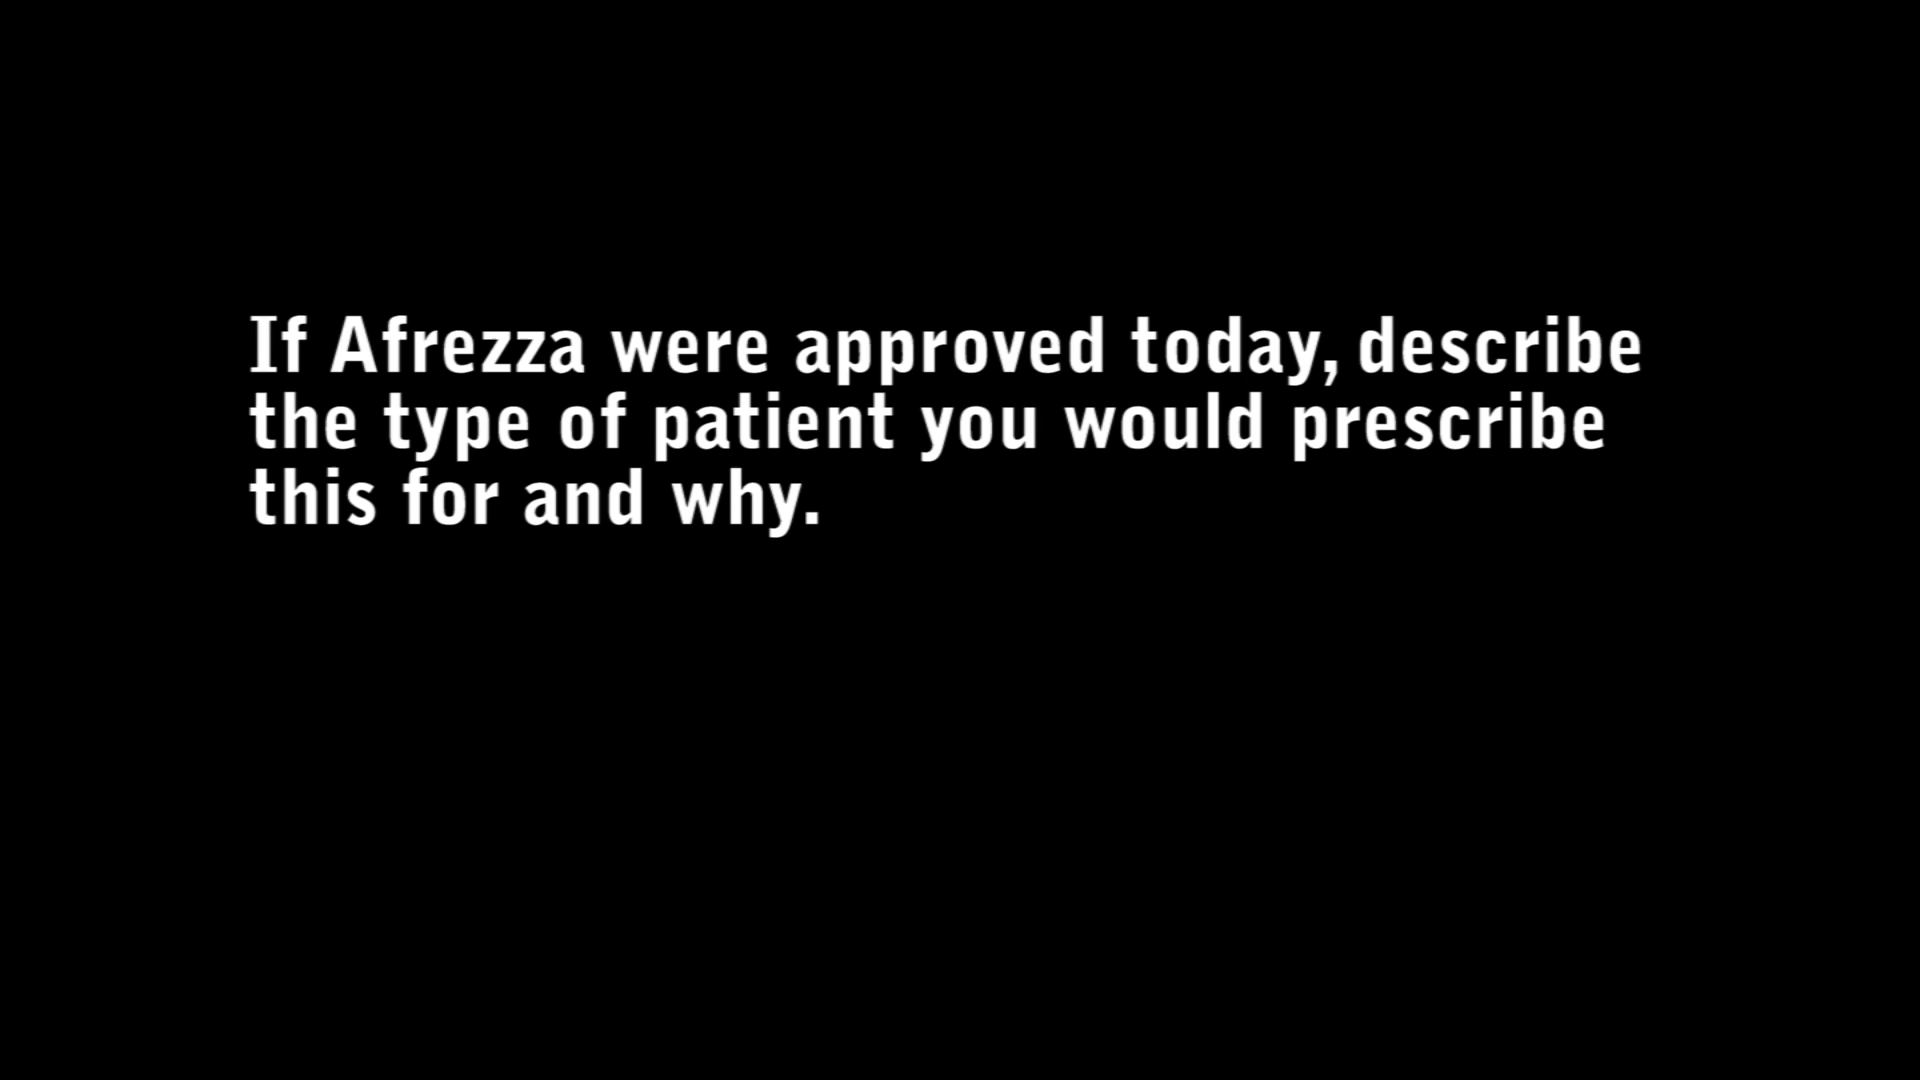 If Afrezza were approved today, describe
the type of patient you would prescribe
this for and why.